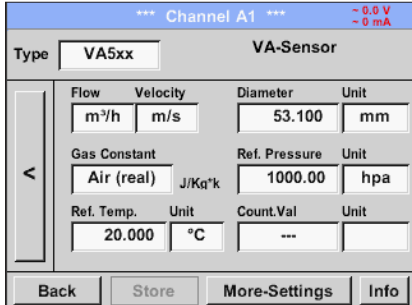 *** Channel A1 ***
~ 0.0 V
~ 0 mA
Type
VA5xx
VA-Sensor
Flow Velocity Diameter Unit
m³/h m/s 53.100 mm
Gas Constant Ref. Pressure Unit
< Air (real) J/Kg*k 1000.00 hpa
Ref. Temp. Unit Count.Val Unit
20.000 °C ---
Back Store More-Settings Info